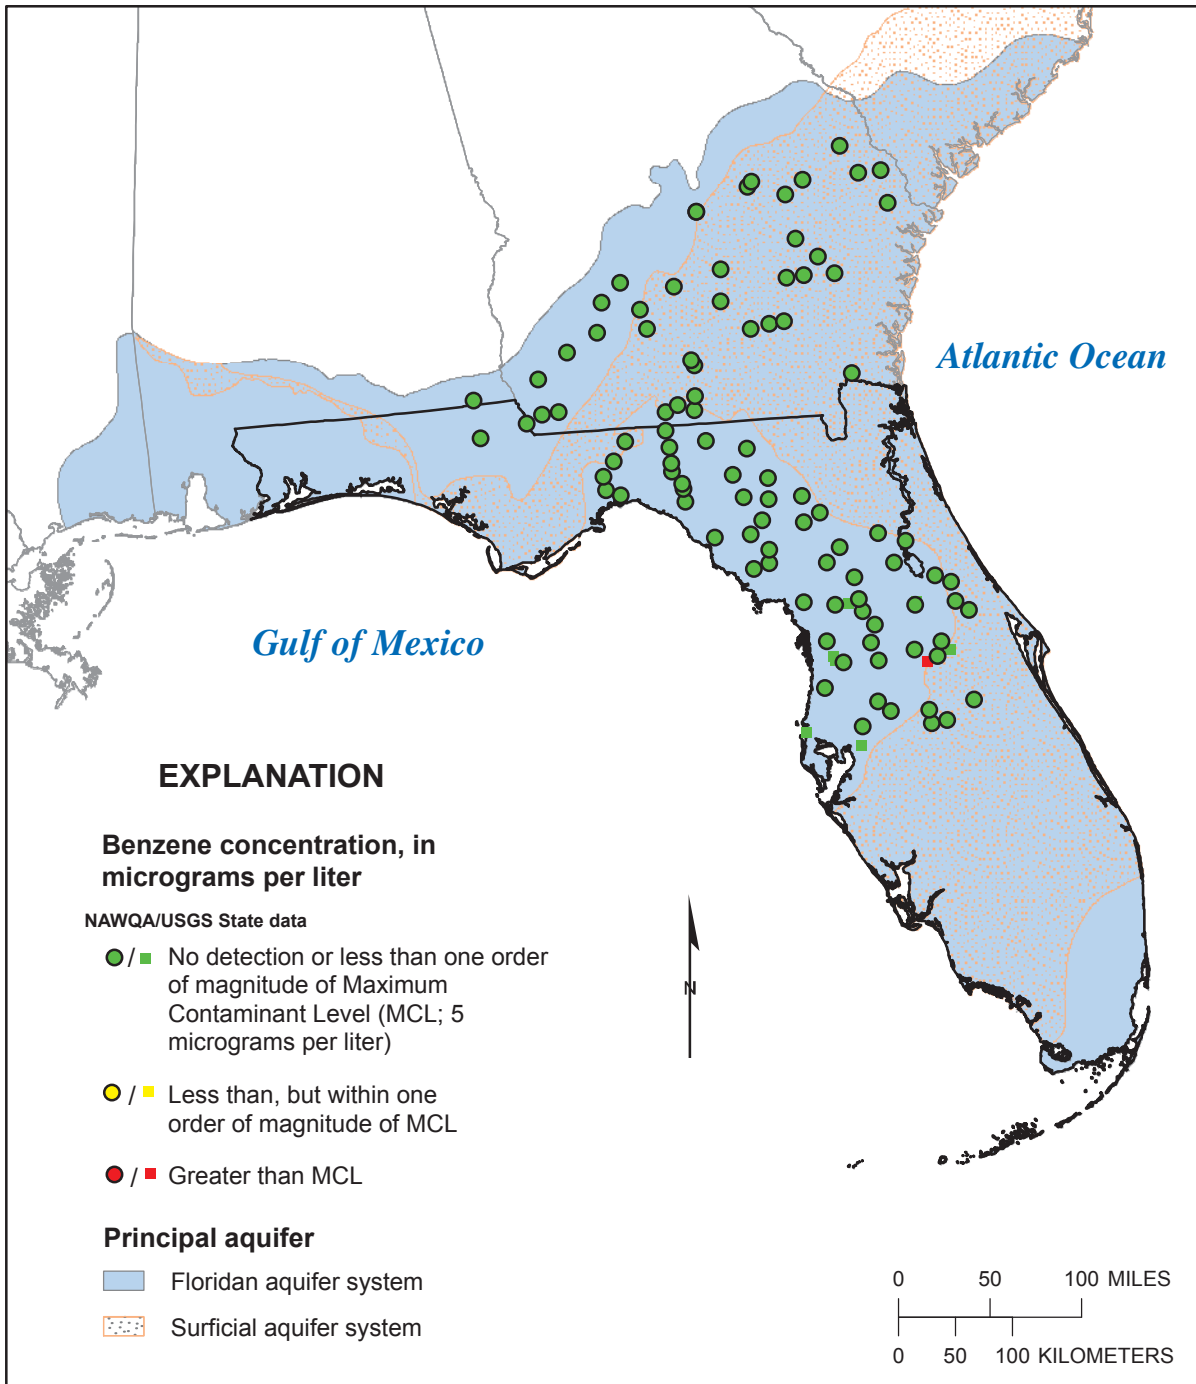 Atlantic Ocean
Gulf of Mexico
EXPLANATION
Benzene concentration, in
micrograms per liter
NAWQA/USGS State data
/ No detection or less than one order
of magnitude of Maximum
Contaminant Level (MCL; 5
micrograms per liter)
/ Less than, but within one
order of magnitude of MCL
/ Greater than MCL
Principal aquifer
Floridan aquifer system
Surficial aquifer system
N
0 50 100 MILES
0 50 100 KILOMETERS